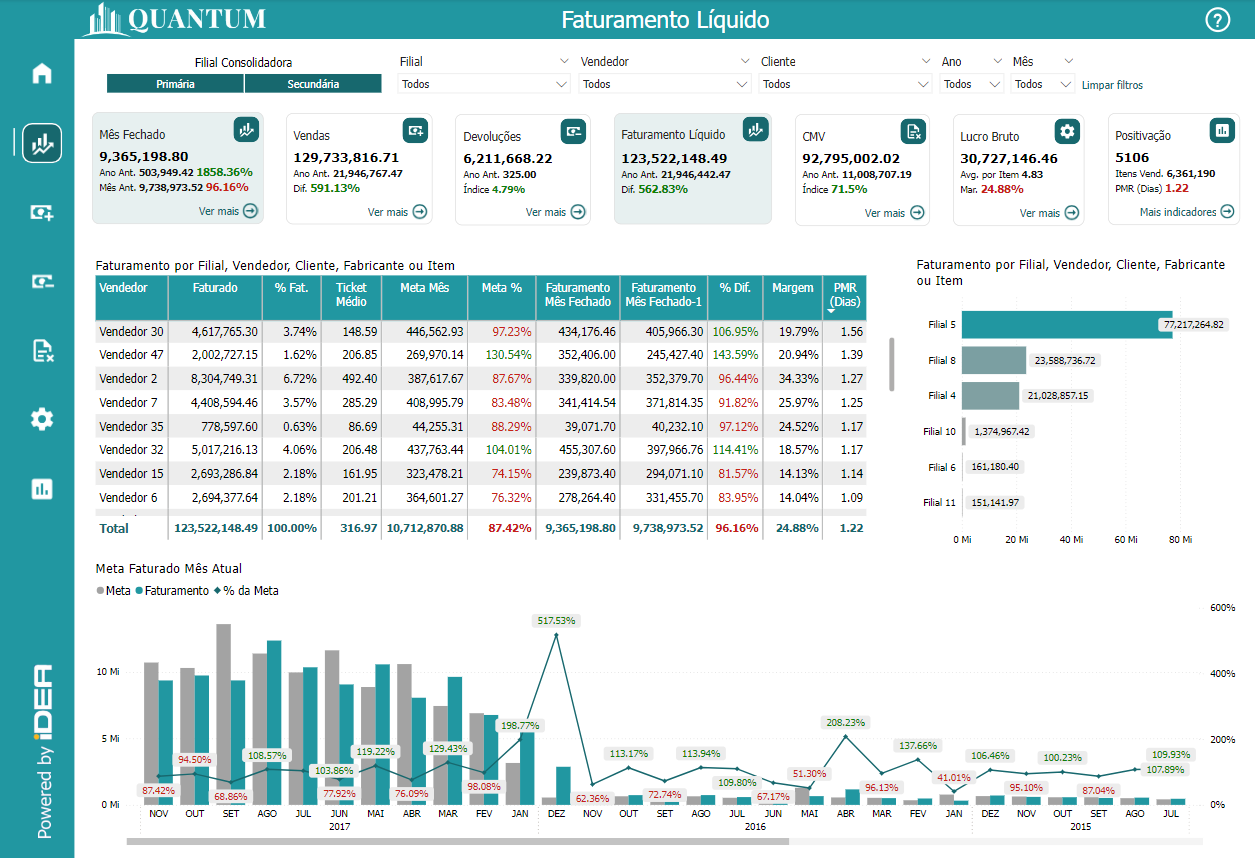 QUANTUM
Faturamento Líquido
?
Filial Consolidadora
Primária Secundária
Filial Vendedor Cliente Ano Mês
Todos Todos Todos Todos Todos Limpar filtros
Mês Fechado
9,365,198.80
Ano Ant. 503,949.42 1858.36%
Mês Ant. 9,738,973.52 96.16%
Ver mais
Vendas
129,733,816.71
Ano Ant. 21,946,767.47
Dif. 591.13%
Ver mais
Devoluções
6,211,668.22
Ano Ant. 325.00
Índice 4.79%
Ver mais
Faturamento Líquido
123,522,148.49
Ano Ant. 21,946,442.47
Dif. 562.83%
CMV
92,795,002.02
Ano Ant. 11,008,707.19
Índice 71.5%
Ver mais
Lucro Bruto
30,727,146.46
Avg. por Item 4.83
Mar. 24.88%
Ver mais
Positivação
5106
Itens Vend. 6,361,190
PMR (Dias) 1.22
Mais indicadores
Faturamento por Filial, Vendedor, Cliente, Fabricante ou Item
Vendedor Faturado % Fat. Ticket Médio Meta Mês Meta % Faturamento Mês Fechado Faturamento Mês Fechado-1 % Dif. Margem PMR (Dias)
Vendedor 30 4,617,765.30 3.74% 148.59 446,562.93 97.23% 434,176.46 405,966.30 106.95% 19.79% 1.56
Vendedor 47 2,002,727.15 1.62% 206.85 269,970.14 130.54% 352,406.00 245,427.40 143.59% 20.94% 1.39
Vendedor 2 8,304,749.31 6.72% 492.40 387,617.67 87.67% 339,820.00 352,379.70 96.44% 34.33% 1.27
Vendedor 7 4,408,594.46 3.57% 285.29 408,995.79 83.48% 341,414.54 371,814.35 91.82% 25.97% 1.25
Vendedor 35 778,597.60 0.63% 86.69 44,255.31 88.29% 39,071.70 40,232.10 97.12% 24.52% 1.17
Vendedor 32 5,017,216.13 4.06% 206.48 437,763.44 104.01% 455,307.60 397,966.76 114.41% 18.57% 1.17
Vendedor 15 2,693,286.84 2.18% 161.95 323,478.21 74.15% 239,873.40 294,071.10 81.57% 14.13% 1.14
Vendedor 6 2,694,377.64 2.18% 201.21 364,601.27 76.32% 278,264.40 331,455.70 83.95% 14.04% 1.09
Total 123,522,148.49 100.00% 316.97 10,712,870.88 87.42% 9,365,198.80 9,738,973.52 96.16% 24.88% 1.22
Faturamento por Filial, Vendedor, Cliente, Fabricante
ou Item
Filial 5 77,217,264.82
Filial 8 23,588,736.72
Filial 4 21,028,857.15
Filial 10 1,374,967.42
Filial 6 161,180.40
Filial 11 151,141.97
0 Mi 20 Mi 40 Mi 60 Mi 80 Mi
Meta Faturado Mês Atual
Meta Faturamento % da Meta
10 Mi
5 Mi
0 Mi
600%
400%
200%
0%
87.42% 94.50% 68.86% 108.57% 103.86% 77.92% 119.22% 76.09% 129.43% 98.08% 198.77% 517.53% 62.36% 113.17% 72.74% 113.94% 109.80% 67.17% 51.30% 208.23% 96.13% 137.66% 41.01% 106.46% 95.10% 100.23% 87.04% 107.89% 109.93%
NOV OUT SET AGO JUL JUN MAI ABR MAR FEV JAN DEZ NOV OUT SET AGO JUL JUN MAI ABR MAR FEV JAN DEZ NOV OUT SET AGO JUL
2017 2016 2015
Powered by iDEA